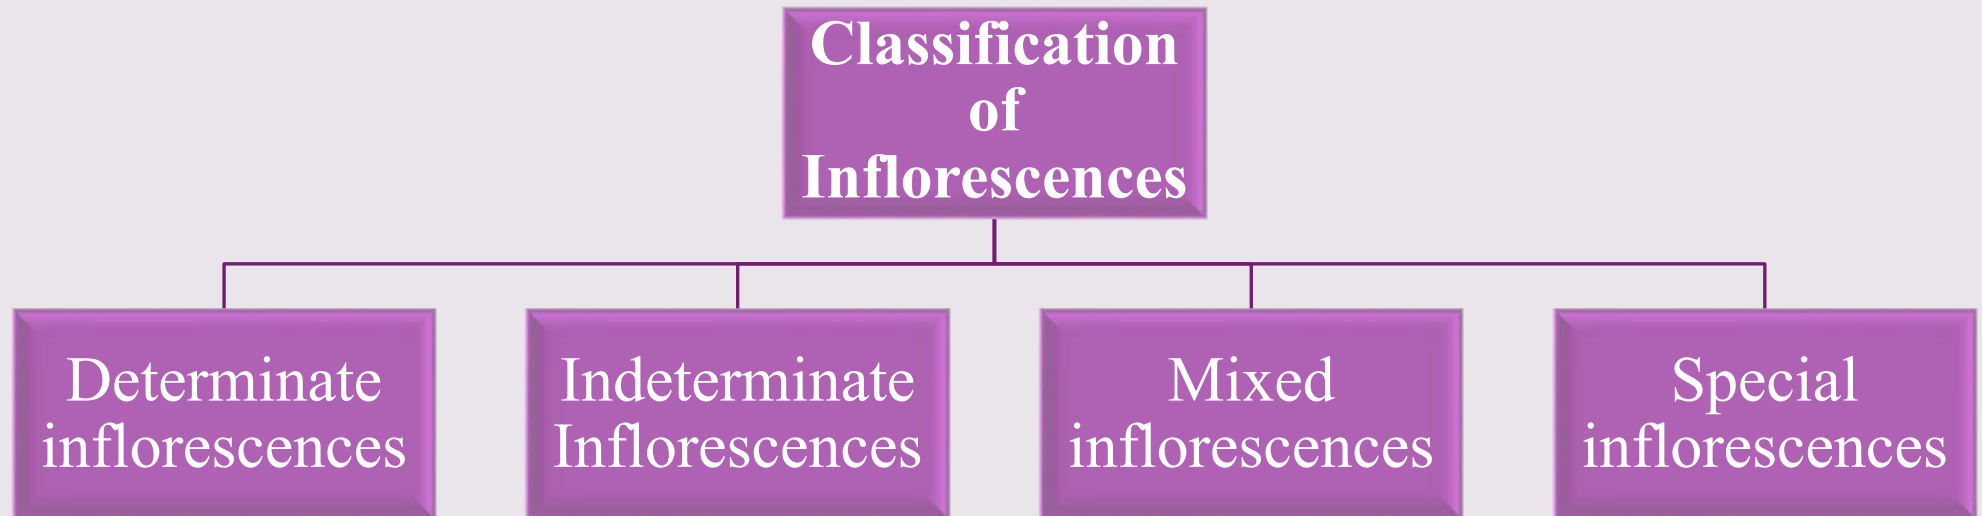 Classification
of
Inflorescences
Determinate
inflorescences
Indeterminate
Inflorescences
Mixed
inflorescences
Special
inflorescences